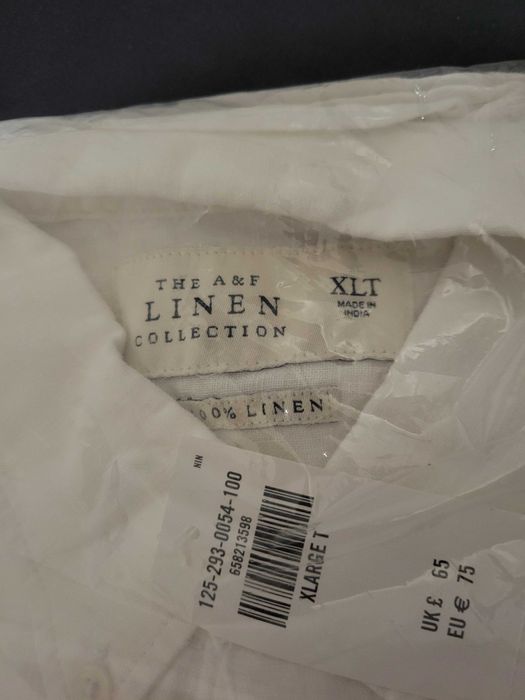 THE A&F
LINEN
COLLECTION
XLT
MADE IN
INDIA
100% LINEN
NIN
125-293-0054-100
658213598
XLARGE T
UK £ 65
EU € 75